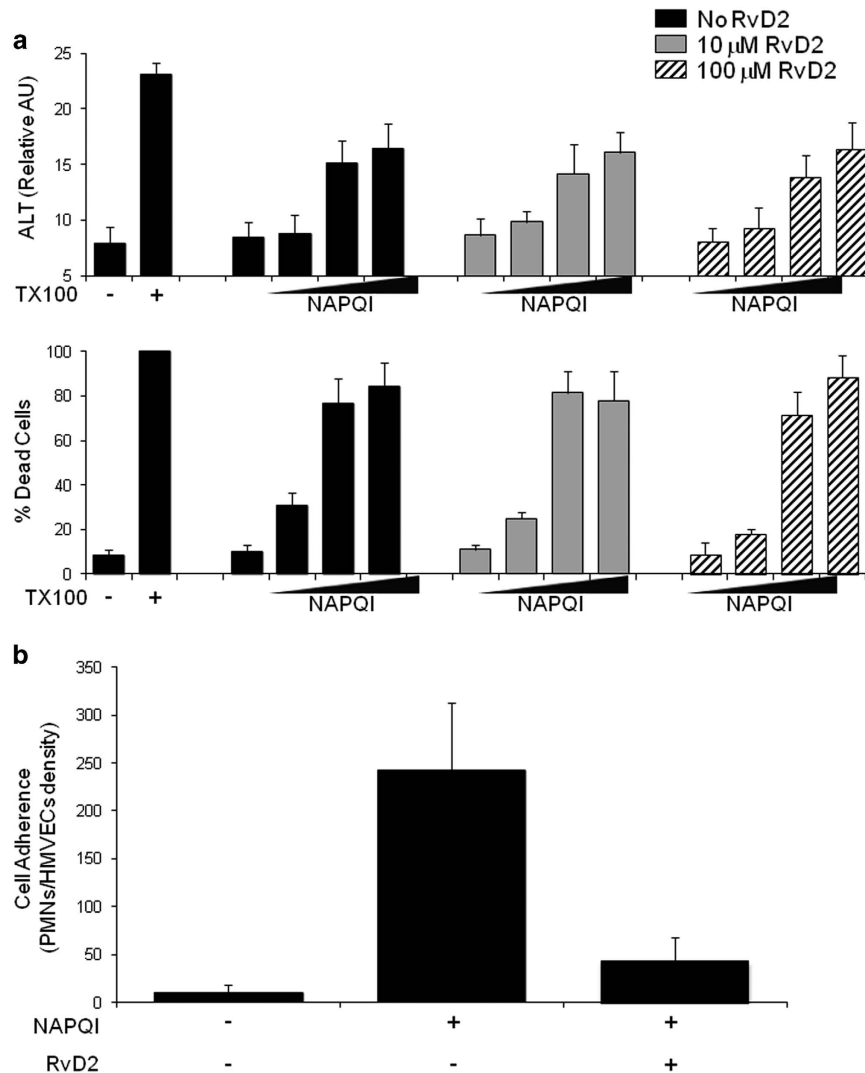 a
No RvD2
10 μM RvD2
100 μM RvD2
ALT (Relative AU)
25
20
15
10
5
TX100 - +
NAPQI NAPQI NAPQI
% Dead Cells
100
80
60
40
20
0
TX100 - +
NAPQI NAPQI NAPQI
b
Cell Adherence
(PMNs/HMVECs density)
350
300
250
200
150
100
50
0
NAPQI - + +
RvD2 - - +